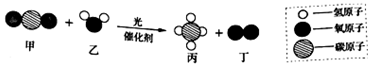 甲 + 乙 光 催化剂 丙 + 丁
氢原子
氧原子
碳原子